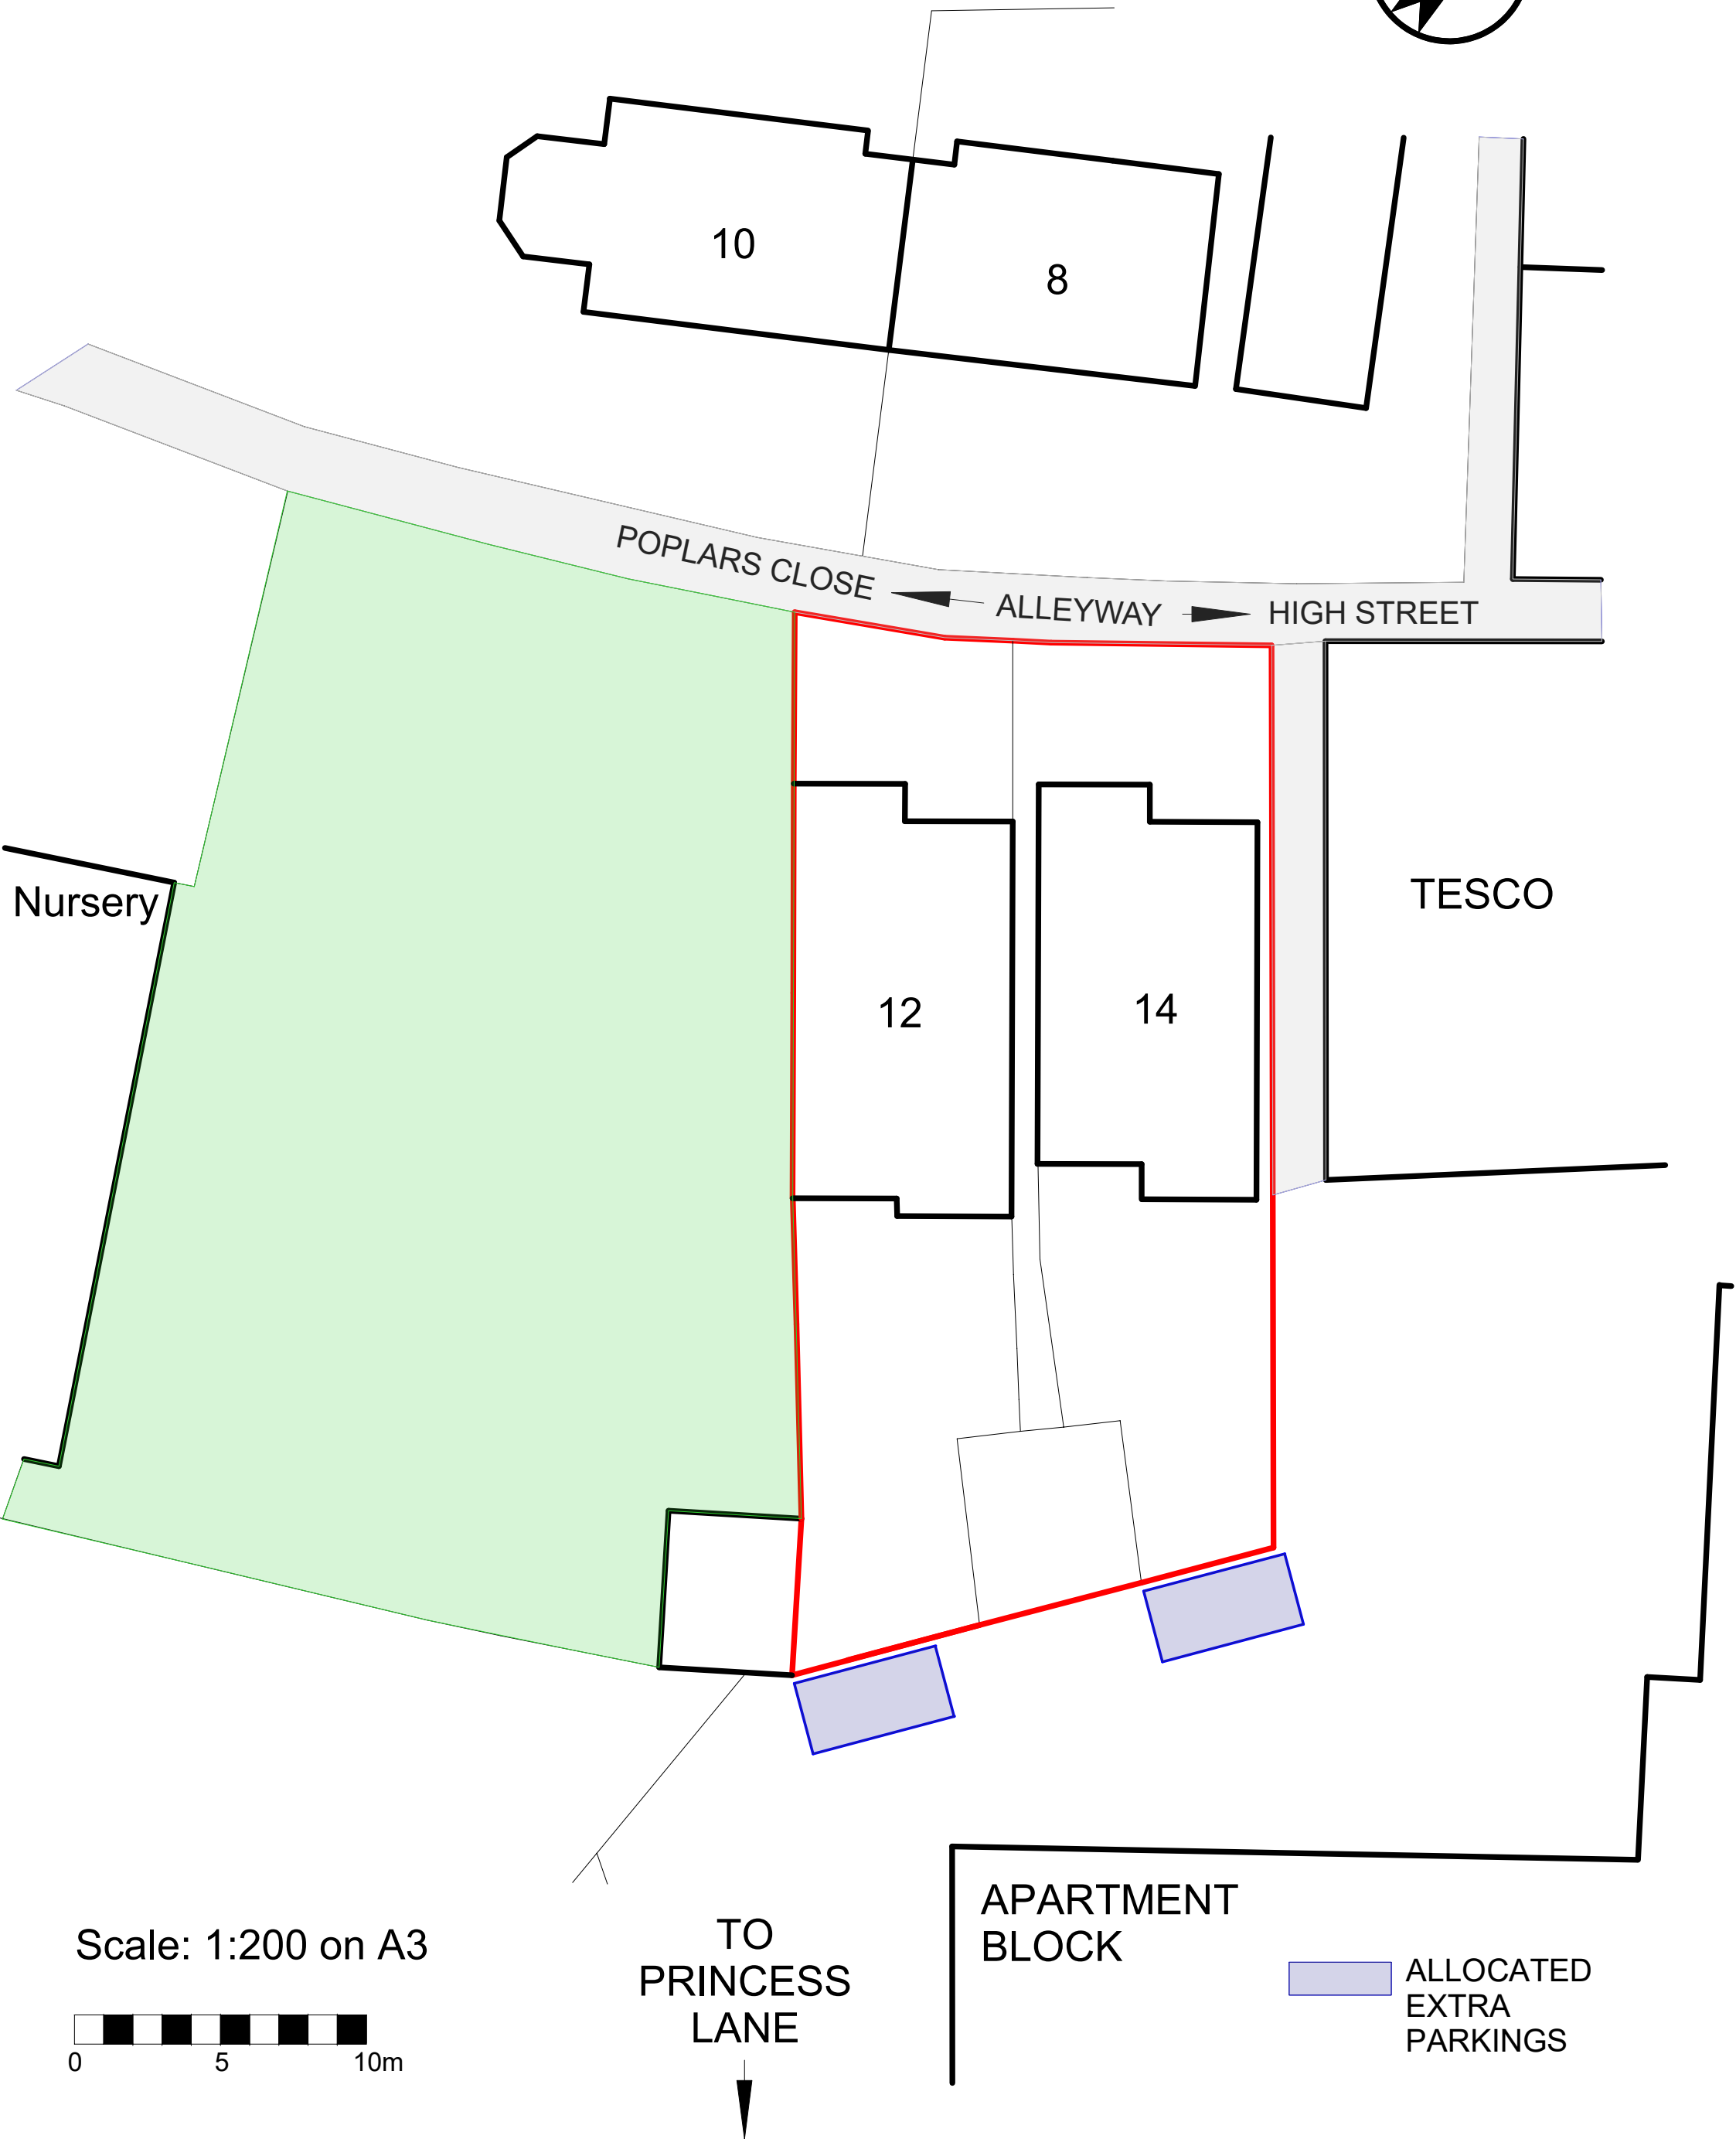 10
8
POPLARS CLOSE
ALLEYWAY
HIGH STREET
Nursery
TESCO
12
14
APARTMENT
BLOCK
Scale: 1:200 on A3
0 5 10m
TO
PRINCESS
LANE
ALLOCATED
EXTRA
PARKINGS